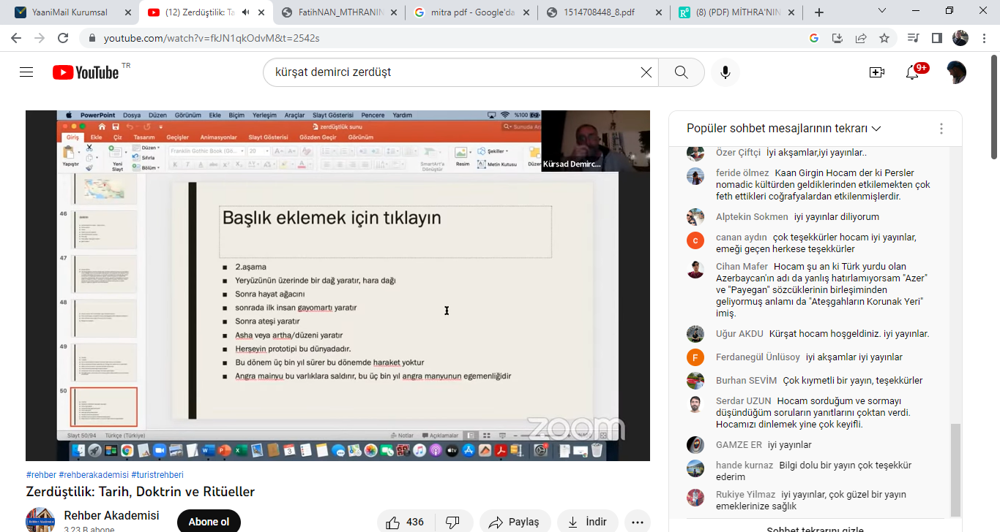 YaaniMail Kurumsal
(12) Zerdüştilik: Ta
FatihNAN_MTHRANIN
mitra pdf - Google'da
1514708448_8.pdf
(8) (PDF) MİTHRA'NIN
youtube.com/watch?v=fkJN1qkOdvM&t=2542s
YouTube TR
kürşat demirci zerdüşt
9+
PowerPoint Dosya Düzen Görünüm Ekle Biçim Yerleşim Araçlar Slayt Gösterisi Pencere Yardım
%100
zerdüştlük sunu
Giriş Ekle Çiz Tasarım Geçişler Animasyonlar Slayt Gösterisi Gözden Geçir Görünüm
Yapıştır
Yeni
Slayt
Düzen
Sıfırla
Bölüm
Franklin Gothic Book (Gö...
20
SmartArt'a
Dönüştür
Resim
Şekiller
Metin Kutusu
Kürsad Demirc...
46
47
48
49
50
Başlık eklemek için tıklayın
2.aşama
Yeryüzünün üzerinde bir dağ yaratır, hara dağı
Sonra hayat ağacını
sonrada ilk insan gayomartı yaratır
Sonra ateşi yaratır
Asha veya artha/düzeni yaratır
Herşeyin prototipi bu dünyadadır.
Bu dönem üç bin yıl sürer bu dönemde haraket yoktur
Angra mainyu bu varlıklara saldırır, bu üç bin yıl angra manyunun egemenliğidir
zoom
Slayt 50/94 Türkçe (Türkiye)
Notlar Açıklamalar
#rehber #rehberakademisi #turistrehberi
Zerdüştilik: Tarih, Doktrin ve Ritüeller
Rehber Akademisi
3,23 B abone
Abone ol
436
Paylaş
İndir
Popüler sohbet mesajlarının tekrarı
Özer Çiftçi İyi akşamlar,iyi yayınlar..
feride ölmez Kaan Girgin Hocam der ki Persler
nomadic kültürden geldiklerinden etkilemekten çok
feth ettikleri coğrafyalardan etkilenmişlerdir.
Alptekin Sokmen iyi yayınlar diliyorum
canan aydın çok teşekkürler hocam iyi yayınlar,
emeği geçen herkese teşekkürler
Cihan Mafer Hocam şu an ki Türk yurdu olan
Azerbaycan'ın adı da yanlış hatırlamıyorsam "Azer"
ve "Payegan" sözcüklerinin birleşiminden
geliyormuş anlamı da "Ateşgahların Korunak Yeri"
imiş.
Uğur AKDU Kürşat hocam hoşgeldiniz. iyi yayınlar.
Ferdanegül Ünlüsoy iyi akşamlar iyi yayınlar
Burhan SEVİM Çok kıymetli bir yayın, teşekkürler
Serdar UZUN Hocam sorduğum ve sormayı
düşündüğüm soruların yanıtlarını çoktan verdi.
Hocamızı dinlemek yine çok keyifli.
GAMZE ER iyi yayınlar
hande kurnaz Bilgi dolu bir yayın çok teşekkür
ederim
Rukiye Yilmaz iyi yayınlar, çok güzel bir yayın
emeklerinize sağlık
Sohbet tekrarını gizle